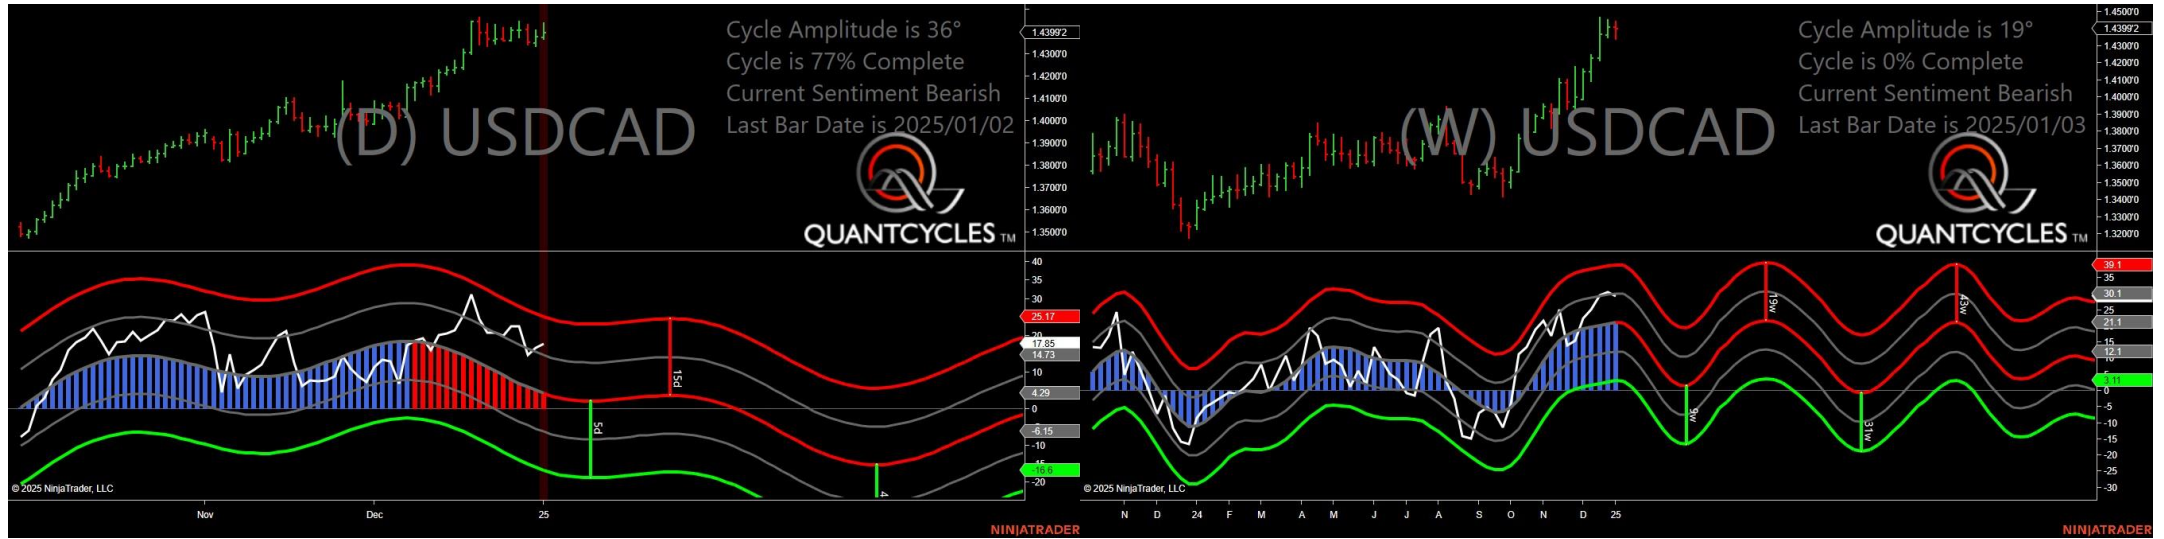 Cycle Amplitude is 36°
Cycle is 77% Complete
Current Sentiment Bearish
Last Bar Date is 2025/01/02
(D) USDCAD
QUANTCYCLES TM
1.4399'2
1.4300'0
1.4200'0
1.4100'0
1.4000'0
1.3900'0
1.3800'0
1.3700'0
1.3600'0
1.3500'0
40
35
30
25.17
20
17.85
14.73
10
4.29
0
-6.15
-10
-15
-16.6
-20
15d
5d
4
© 2025 NinjaTrader, LLC
Nov
Dec
25
NINJATRADER
Cycle Amplitude is 19°
Cycle is 0% Complete
Current Sentiment Bearish
Last Bar Date is 2025/01/03
(W) USDCAD
QUANTCYCLES TM
1.4500'0
1.4399'2
1.4300'0
1.4200'0
1.4100'0
1.4000'0
1.3900'0
1.3800'0
1.3700'0
1.3600'0
1.3500'0
1.3400'0
1.3300'0
1.3200'0
39.1
35
30.1
25
21.1
15
12.1
3.11
0
-5
-10
-15
-20
-25
-30
19w
43w
9w
31w
© 2025 NinjaTrader, LLC
N
D
24
F
M
A
M
J
J
A
S
O
N
D
25
NINJATRADER